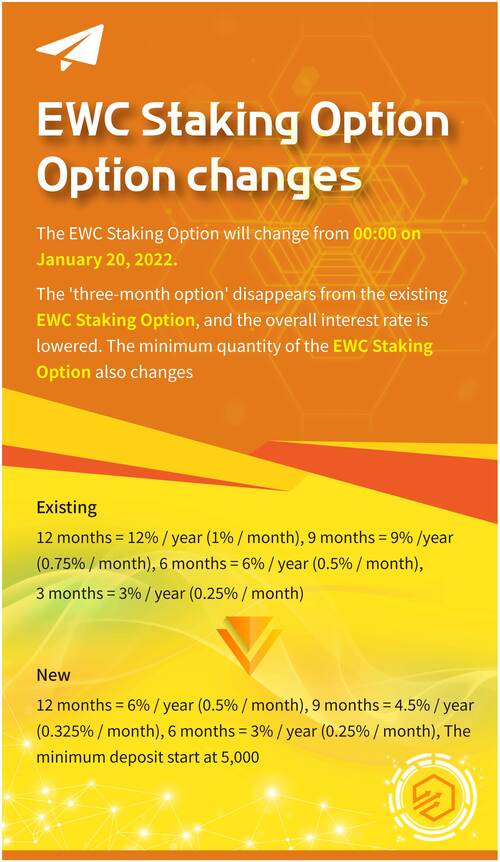 EWC Staking Option
Option changes
The EWC Staking Option will change from 00:00 on
January 20, 2022.
The 'three-month option' disappears from the existing
EWC Staking Option, and the overall interest rate is
lowered. The minimum quantity of the EWC Staking
Option also changes
Existing
12 months = 12% / year (1% / month), 9 months = 9% /year
(0.75% / month), 6 months = 6% / year (0.5% / month),
3 months = 3% / year (0.25% / month)
New
12 months = 6% / year (0.5% / month), 9 months = 4.5% / year
(0.325% / month), 6 months = 3% / year (0.25% / month), The
minimum deposit start at 5,000